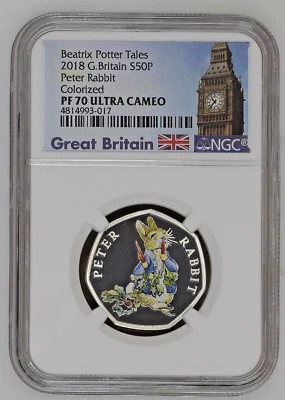 Beatrix Potter Tales
2018 G.Britain S50P
Peter Rabbit
Colorized
PF 70 ULTRA CAMEO
4814993-017
Great Britain NGC®
PETER RABBIT